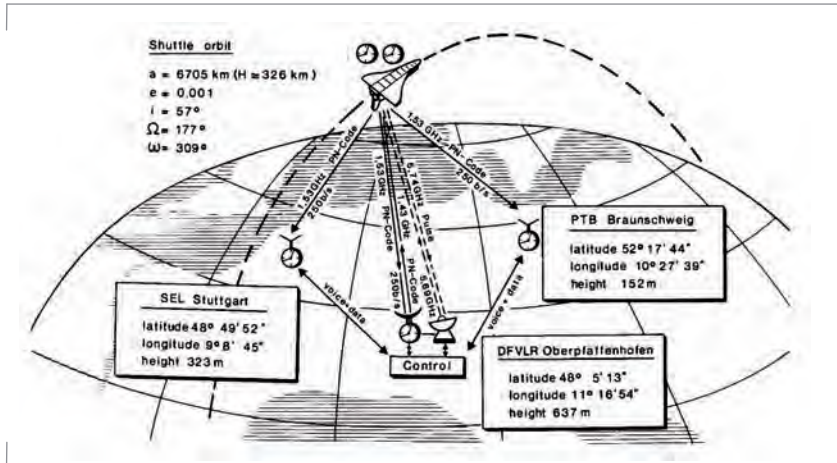 Shuttle orbit
a = 6705 km (H ≈ 326 km)
e = 0,001
i = 57°
Ω = 177°
ω = 309°
1,53 GHz PN-Code
250 b/s
1,53 GHz PN-Code
250 b/s
1,43 GHz PN-Code
5,74 GHz Pulse
5,69 GHz
1,53 GHz PN-Code
250 b/s
PTB Braunschweig
latitude 52° 17' 44"
longitude 10° 27' 39"
height 152 m
SEL Stuttgart
latitude 48° 49' 52"
longitude 9° 8' 45"
height 323 m
voice+data
voice + data
Control
DFVLR Oberpfaffenhofen
latitude 48° 5' 13"
longitude 11° 16' 54"
height 637 m